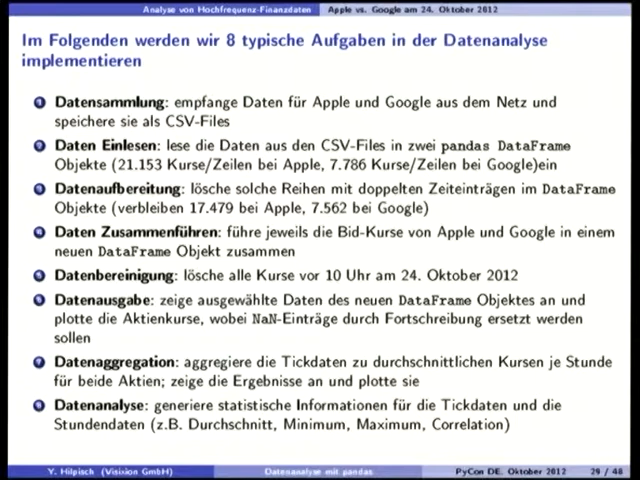 Analyse von Hochfrequenz-Finanzdaten Apple vs. Google am 24. Oktober 2012
Im Folgenden werden wir 8 typische Aufgaben in der Datenanalyse
implementieren
1 Datensammlung: empfange Daten für Apple und Google aus dem Netz und
speichere sie als CSV-Files
2 Daten Einlesen: lese die Daten aus den CSV-Files in zwei pandas DataFrame
Objekte (21.153 Kurse/Zeilen bei Apple, 7.786 Kurse/Zeilen bei Google)ein
3 Datenaufbereitung: lösche solche Reihen mit doppelten Zeiteinträgen im DataFrame
Objekte (verbleiben 17.479 bei Apple, 7.562 bei Google)
4 Daten Zusammenführen: führe jeweils die Bid-Kurse von Apple und Google in einem
neuen DataFrame Objekt zusammen
5 Datenbereinigung: lösche alle Kurse vor 10 Uhr am 24. Oktober 2012
6 Datenausgabe: zeige ausgewählte Daten des neuen DataFrame Objektes an und
plotte die Aktienkurse, wobei NaN-Einträge durch Fortschreibung ersetzt werden
sollen
7 Datenaggregation: aggregiere die Tickdaten zu durchschnittlichen Kursen je Stunde
für beide Aktien; zeige die Ergebnisse an und plotte sie
8 Datenanalyse: generiere statistische Informationen für die Tickdaten und die
Stundendaten (z.B. Durchschnitt, Minimum, Maximum, Correlation)
Y. Hilpisch (Visixion GmbH) Datenanalyse mit pandas PyCon DE, Oktober 2012 29 / 48